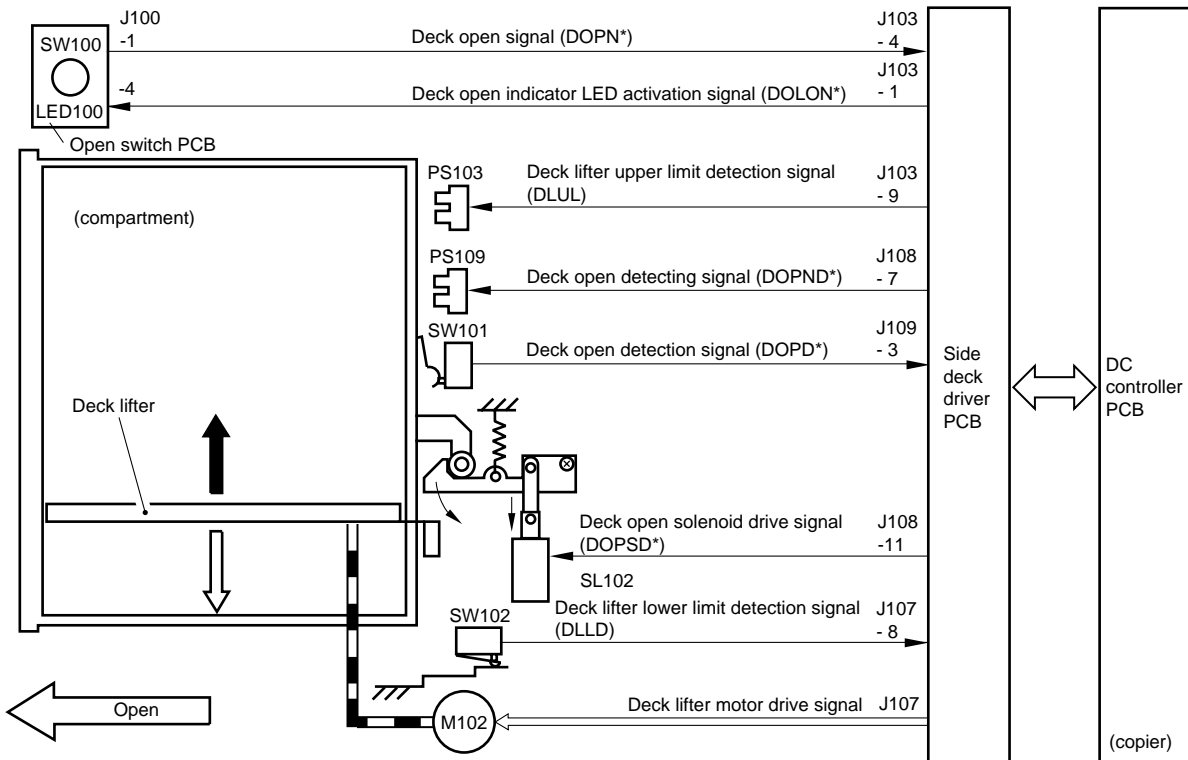 J100
SW100
-1
Deck open signal (DOPN*)
J103
- 4
-4
LED100
Deck open indicator LED activation signal (DOLON*)
J103
- 1
Open switch PCB
(compartment)
PS103
Deck lifter upper limit detection signal
(DLUL)
J103
- 9
PS109
Deck open detecting signal (DOPND*)
J108
- 7
SW101
Deck open detection signal (DOPD*)
J109
- 3
Side
deck
driver
PCB
DC
controller
PCB
Deck lifter
Deck open solenoid drive signal
(DOPSD*)
J108
-11
SL102
SW102
Deck lifter lower limit detection signal
(DLLD)
J107
- 8
Open
M102
Deck lifter motor drive signal
J107
(copier)